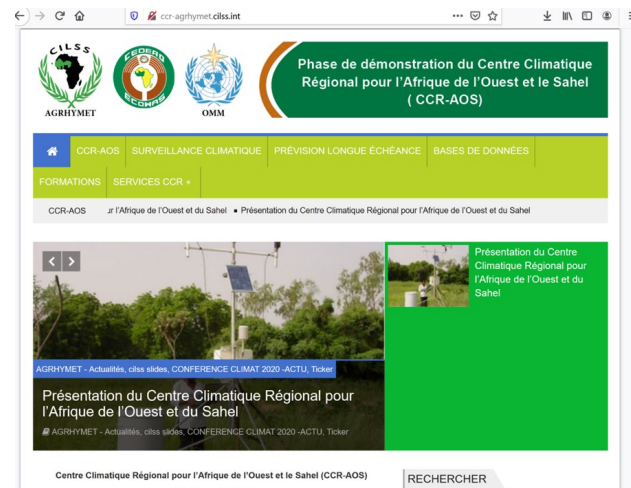 ccr-agrhymet.cilss.int
CILSS
AGRHYMET
CEDEAO
ECOWAS
OMM
Phase de démonstration du Centre Climatique
Régional pour l'Afrique de l'Ouest et le Sahel
( CCR-AOS)
CCR-AOS SURVEILLANCE CLIMATIQUE PRÉVISION LONGUE ÉCHÉANCE BASES DE DONNÉES
FORMATIONS SERVICES CCR +
CCR-AOS ur l'Afrique de l'Ouest et du Sahel ▪ Présentation du Centre Climatique Régional pour l'Afrique de l'Ouest et du Sahel
AGRHYMET - Actualités, cilss slides, CONFERENCE CLIMAT 2020 -ACTU, Ticker
Présentation du Centre Climatique Régional pour
l'Afrique de l'Ouest et du Sahel
AGRHYMET - Actualités, cilss slides, CONFERENCE CLIMAT 2020 -ACTU, Ticker
Présentation du Centre
Climatique Régional pour
l'Afrique de l'Ouest et du
Sahel
Centre Climatique Régional pour l'Afrique de l'Ouest et le Sahel (CCR-AOS)
RECHERCHER